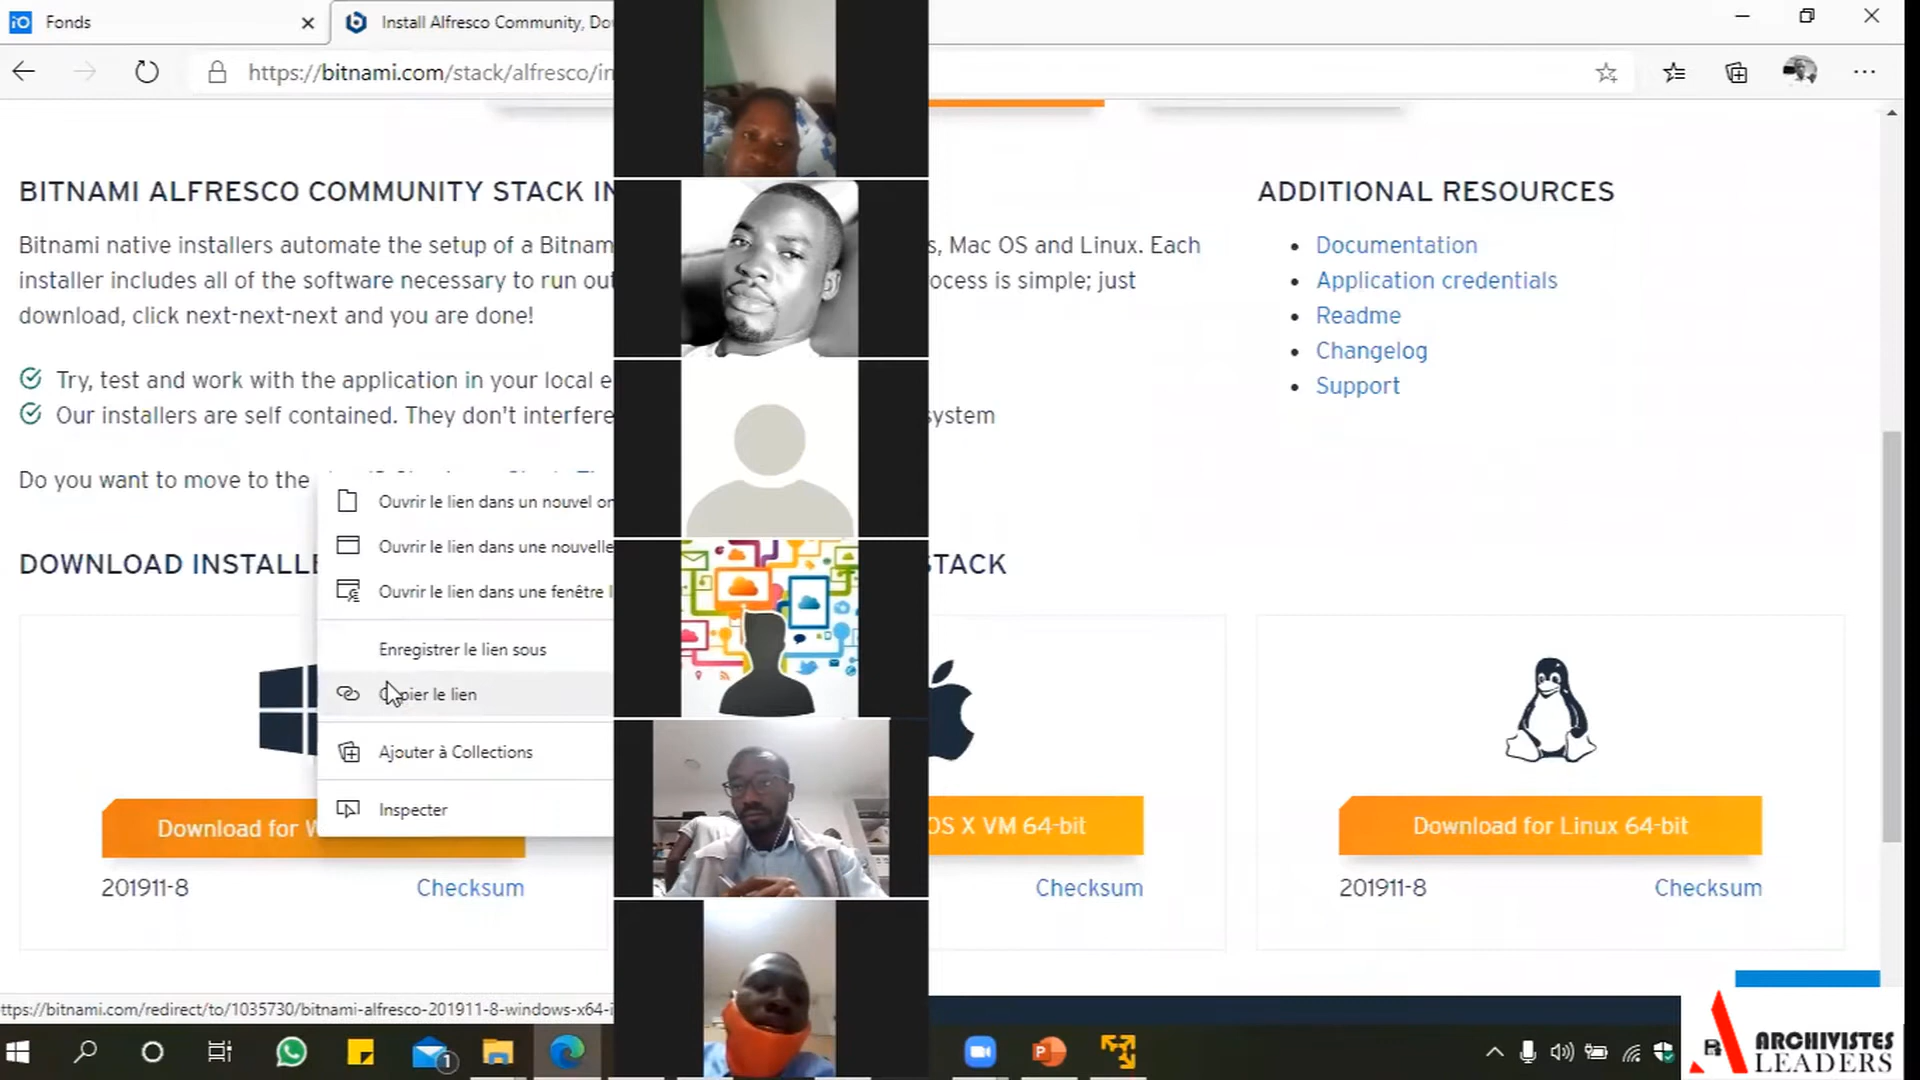 Fonds
Install Alfresco Community, Do
https://bitnami.com/stack/alfresco/in
BITNAMI ALFRESCO COMMUNITY STACK IN
Bitnami native installers automate the setup of a Bitnam
s, Mac OS and Linux. Each
installer includes all of the software necessary to run out
ocess is simple; just
download, click next-next-next and you are done!
Try, test and work with the application in your local e
Our installers are self contained. They don't interfere
system
Do you want to move to the
ADDITIONAL RESOURCES
Documentation
Application credentials
Readme
Changelog
Support
Ouvrir le lien dans un nouvel on
Ouvrir le lien dans une nouvelle
Ouvrir le lien dans une fenêtre
Enregistrer le lien sous
Copier le lien
Ajouter à Collections
Inspecter
DOWNLOAD INSTALLE
STACK
Download for W
OS X VM 64-bit
Download for Linux 64-bit
201911-8
Checksum
Checksum
201911-8
Checksum
ttps://bitnami.com/redirect/to/1035730/bitnami-alfresco-201911-8-windows-x64-i
1
ARCHIVISTES
LEADERS